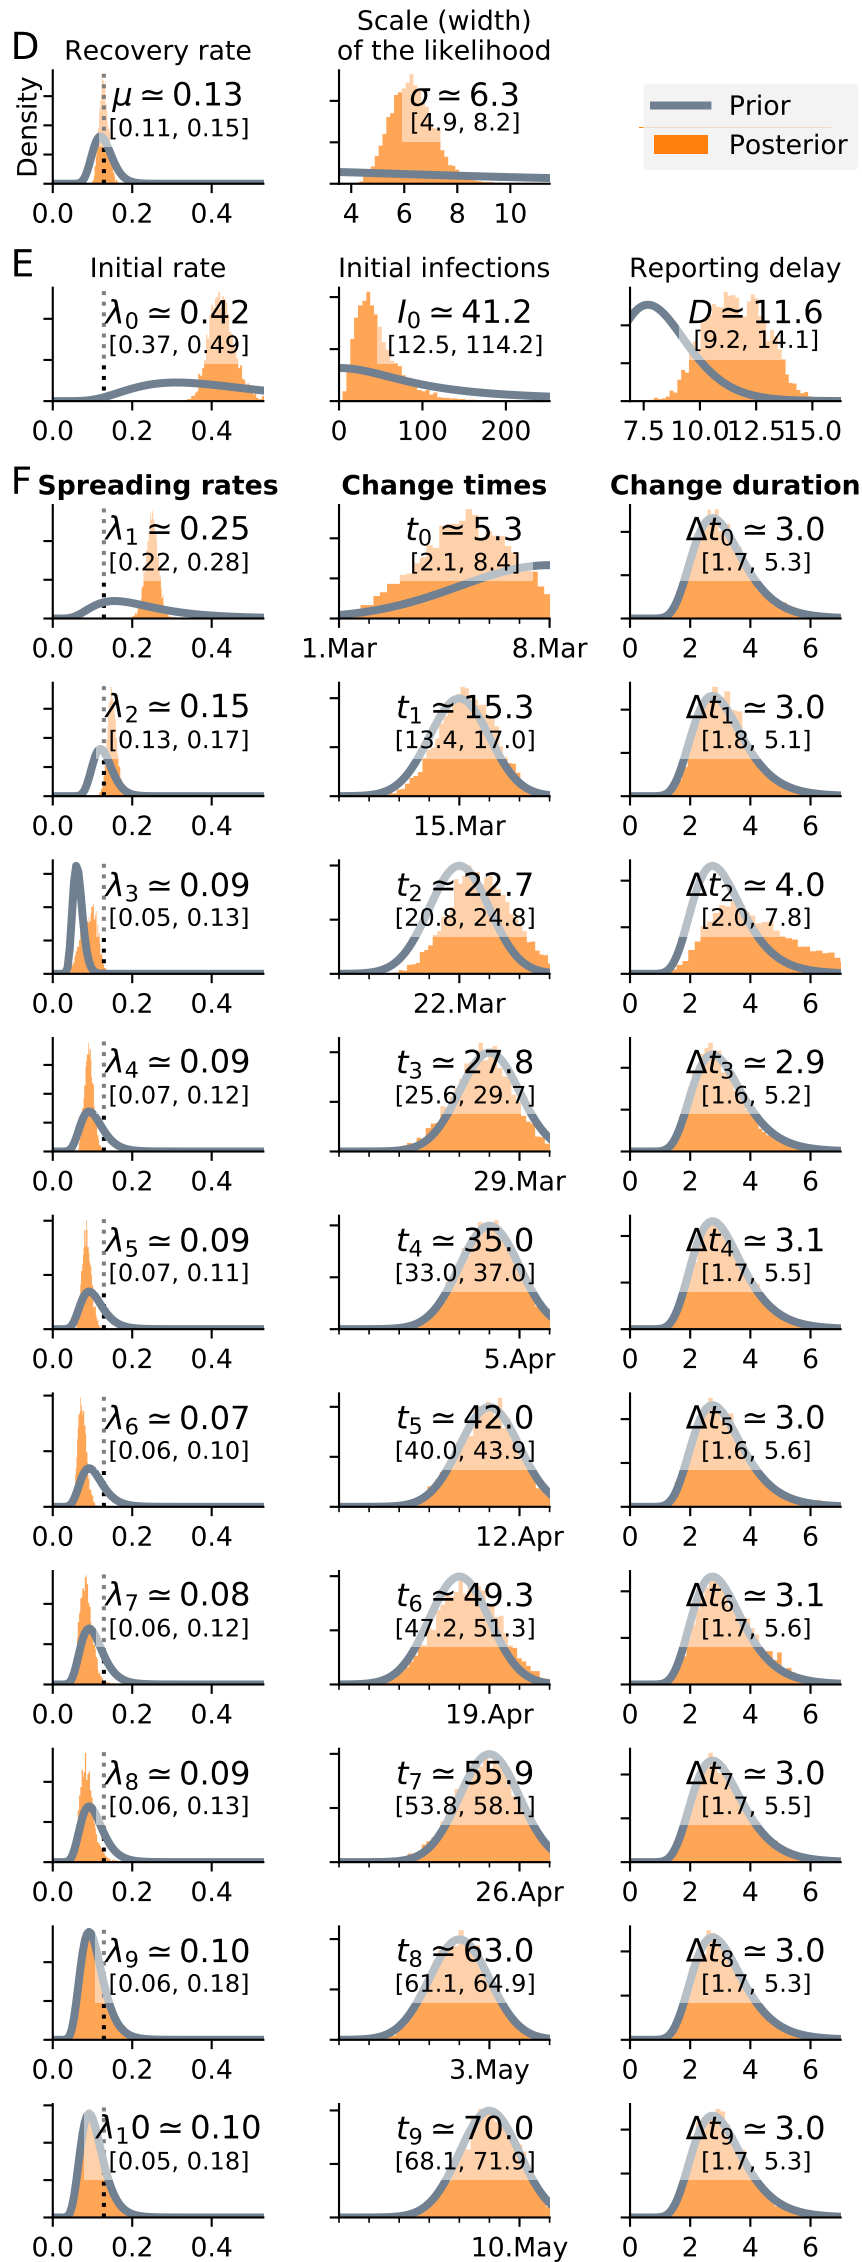 D
Recovery rate
Scale (width)
of the likelihood
Density
μ ≃ 0.13
[0.11, 0.15]
0.0 0.2 0.4
σ ≃ 6.3
[4.9, 8.2]
4 6 8 10
Prior
Posterior
E
Initial rate
Initial infections
Reporting delay
λ₀ ≃ 0.42
[0.37, 0.49]
0.0 0.2 0.4
I₀ ≃ 41.2
[12.5, 114.2]
0 100 200
D ≃ 11.6
[9.2, 14.1]
7.5 10.0 12.5 15.0
F
Spreading rates
Change times
Change duration
λ₁ ≃ 0.25
[0.22, 0.28]
0.0 0.2 0.4
t₀ ≃ 5.3
[2.1, 8.4]
1.Mar 8.Mar
Δt₀ ≃ 3.0
[1.7, 5.3]
0 2 4 6
λ₂ ≃ 0.15
[0.13, 0.17]
0.0 0.2 0.4
t₁ ≃ 15.3
[13.4, 17.0]
15.Mar
Δt₁ ≃ 3.0
[1.8, 5.1]
0 2 4 6
λ₃ ≃ 0.09
[0.05, 0.13]
0.0 0.2 0.4
t₂ ≃ 22.7
[20.8, 24.8]
22.Mar
Δt₂ ≃ 4.0
[2.0, 7.8]
0 2 4 6
λ₄ ≃ 0.09
[0.07, 0.12]
0.0 0.2 0.4
t₃ ≃ 27.8
[25.6, 29.7]
29.Mar
Δt₃ ≃ 2.9
[1.6, 5.2]
0 2 4 6
λ₅ ≃ 0.09
[0.07, 0.11]
0.0 0.2 0.4
t₄ ≃ 35.0
[33.0, 37.0]
5.Apr
Δt₄ ≃ 3.1
[1.7, 5.5]
0 2 4 6
λ₆ ≃ 0.07
[0.06, 0.10]
0.0 0.2 0.4
t₅ ≃ 42.0
[40.0, 43.9]
12.Apr
Δt₅ ≃ 3.0
[1.6, 5.6]
0 2 4 6
λ₇ ≃ 0.08
[0.06, 0.12]
0.0 0.2 0.4
t₆ ≃ 49.3
[47.2, 51.3]
19.Apr
Δt₆ ≃ 3.1
[1.7, 5.6]
0 2 4 6
λ₈ ≃ 0.09
[0.06, 0.13]
0.0 0.2 0.4
t₇ ≃ 55.9
[53.8, 58.1]
26.Apr
Δt₇ ≃ 3.0
[1.7, 5.5]
0 2 4 6
λ₉ ≃ 0.10
[0.06, 0.18]
0.0 0.2 0.4
t₈ ≃ 63.0
[61.1, 64.9]
3.May
Δt₈ ≃ 3.0
[1.7, 5.3]
0 2 4 6
λ₁0 ≃ 0.10
[0.05, 0.18]
0.0 0.2 0.4
t₉ ≃ 70.0
[68.1, 71.9]
10.May
Δt₉ ≃ 3.0
[1.7, 5.3]
0 2 4 6